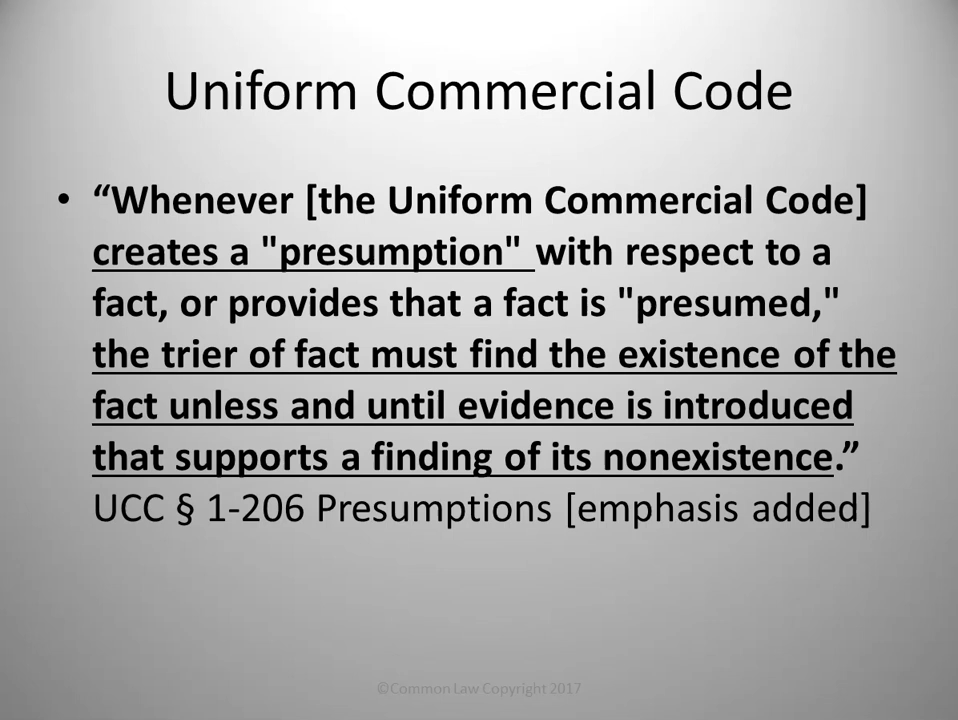 Uniform Commercial Code
• “Whenever [the Uniform Commercial Code]
creates a "presumption" with respect to a
fact, or provides that a fact is "presumed,"
the trier of fact must find the existence of the
fact unless and until evidence is introduced
that supports a finding of its nonexistence.”
UCC § 1-206 Presumptions [emphasis added]
©Common Law Copyright 2017